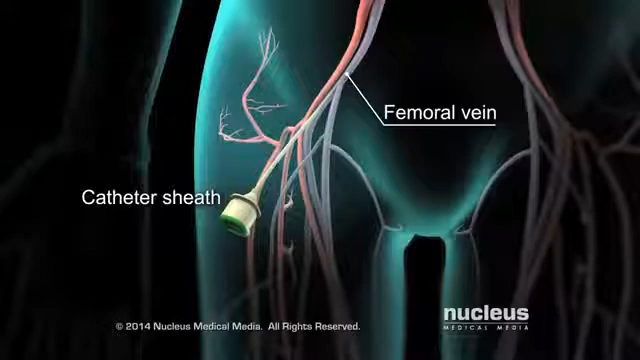 Femoral vein
Catheter sheath
© 2014 Nucleus Medical Media. All Rights Reserved.
nucleus
MEDICAL MEDIA